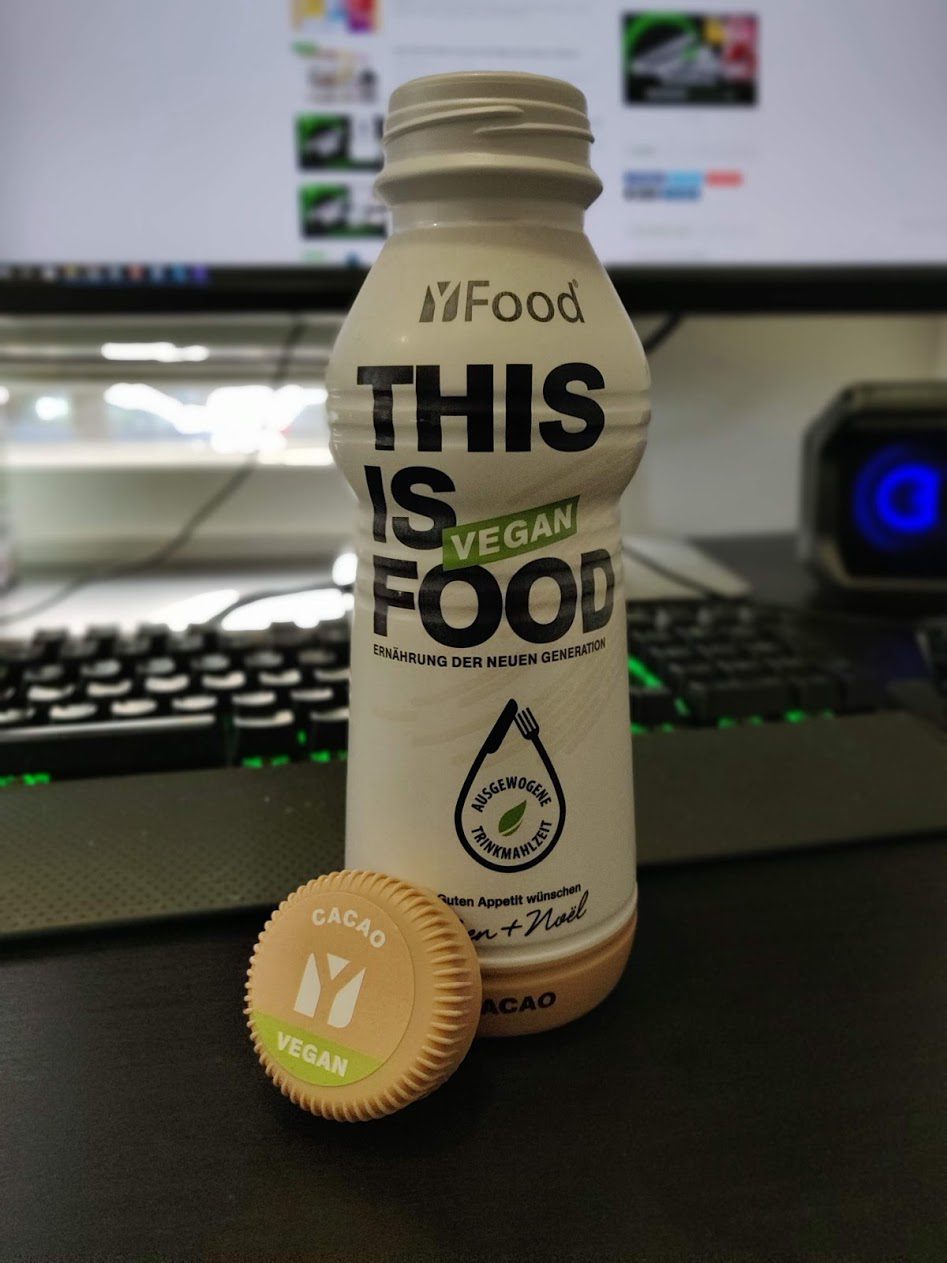 YFood®
THIS
IS
VEGAN
FOOD
ERNÄHRUNG DER NEUEN GENERATION
AUSGEWOGENE
TRINKMAHLZEIT
Guten Appetit wünschen
+ Noël
CACAO
CACAO
VEGAN